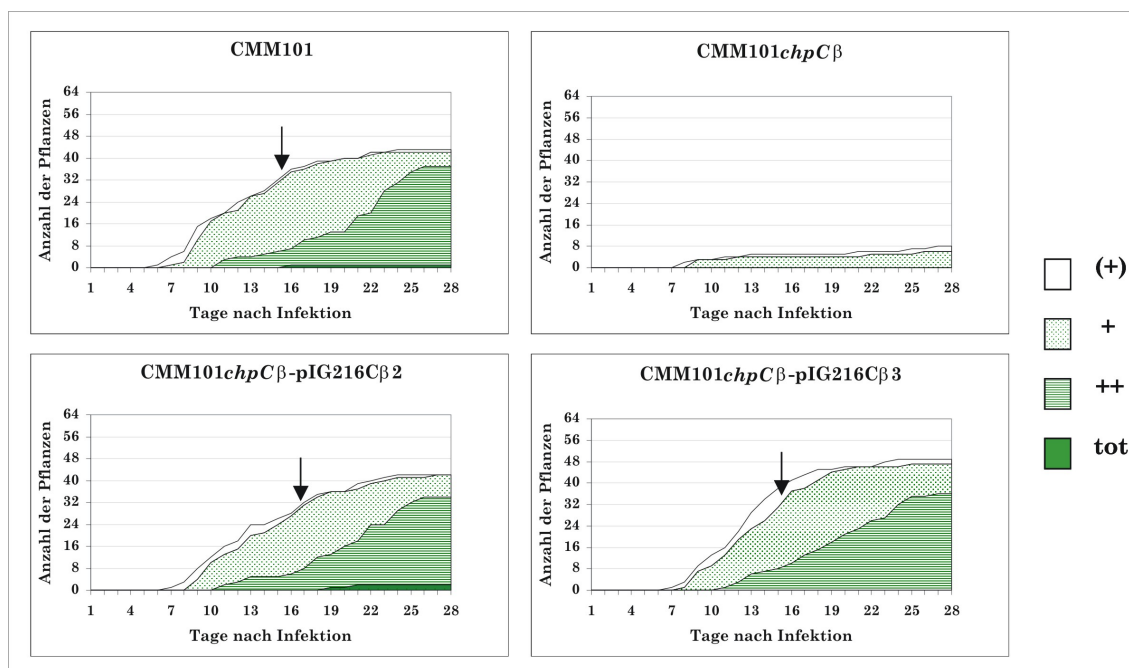 CMM101
Anzahl der Pflanzen
64
56
48
40
32
24
16
8
0
1 4 7 10 13 16 19 22 25 28
Tage nach Infektion
CMM101chpCβ
Anzahl der Pflanzen
64
56
48
40
32
24
16
8
0
1 4 7 10 13 16 19 22 25 28
Tage nach Infektion
CMM101chpCβ-pIG216Cβ2
Anzahl der Pflanzen
64
56
48
40
32
24
16
8
0
1 4 7 10 13 16 19 22 25 28
Tage nach Infektion
CMM101chpCβ-pIG216Cβ3
Anzahl der Pflanzen
64
56
48
40
32
24
16
8
0
1 4 7 10 13 16 19 22 25 28
Tage nach Infektion
(+)
+
++
tot